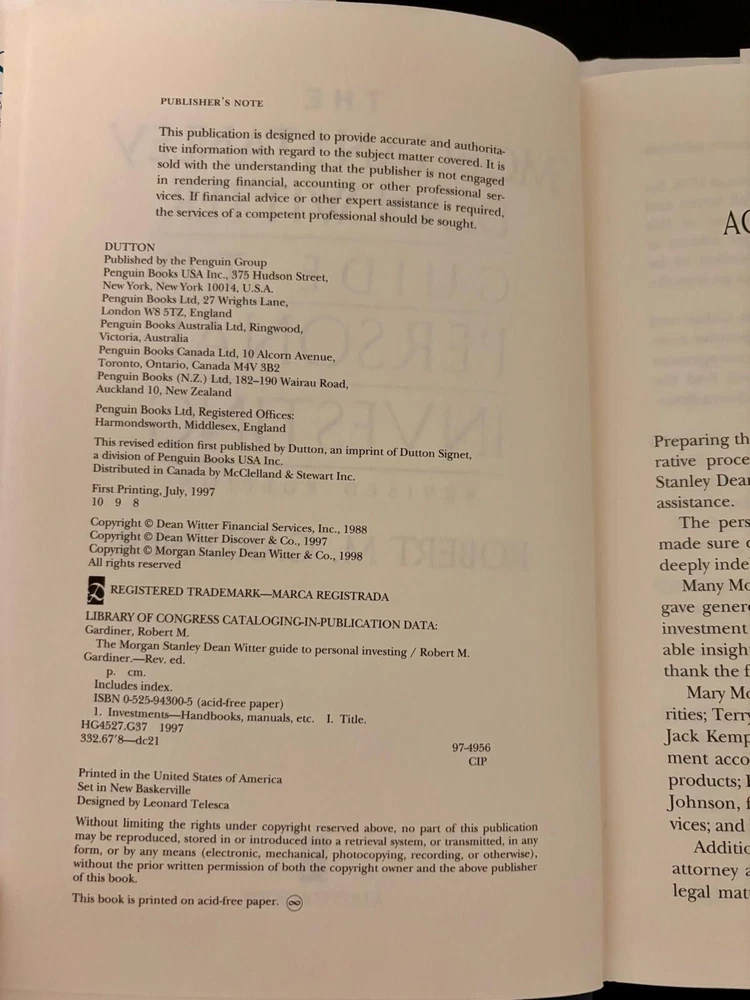 PUBLISHER'S NOTE
This publication is designed to provide accurate and authorita-
tive information with regard to the subject matter covered. It is
sold with the understanding that the publisher is not engaged
in rendering financial, accounting or other professional ser-
vices. If financial advice or other expert assistance is required,
the services of a competent professional should be sought.
DUTTON
Published by the Penguin Group
Penguin Books USA Inc., 375 Hudson Street,
New York, New York 10014, U.S.A.
Penguin Books Ltd, 27 Wrights Lane,
London W8 5TZ, England
Penguin Books Australia Ltd, Ringwood,
Victoria, Australia
Penguin Books Canada Ltd, 10 Alcorn Avenue,
Toronto, Ontario, Canada M4V 3B2
Penguin Books (N.Z.) Ltd, 182–190 Wairau Road,
Auckland 10, New Zealand
Penguin Books Ltd, Registered Offices:
Harmondsworth, Middlesex, England
This revised edition first published by Dutton, an imprint of Dutton Signet,
a division of Penguin Books USA Inc.
Distributed in Canada by McClelland & Stewart Inc.
First Printing, July, 1997
10 9 8
Copyright © Dean Witter Financial Services, Inc., 1988
Copyright © Dean Witter Discover & Co., 1997
Copyright © Morgan Stanley Dean Witter & Co., 1998
All rights reserved
REGISTERED TRADEMARK—MARCA REGISTRADA
LIBRARY OF CONGRESS CATALOGING-IN-PUBLICATION DATA:
Gardiner, Robert M.
The Morgan Stanley Dean Witter guide to personal investing / Robert M.
Gardiner.—Rev. ed.
p. cm.
Includes index.
ISBN 0-525-94300-5 (acid-free paper)
1. Investments—Handbooks, manuals, etc. I. Title.
HG4527.G37 1997
332.67'8—dc21
97-4956
CIP
Printed in the United States of America
Set in New Baskerville
Designed by Leonard Telesca
Without limiting the rights under copyright reserved above, no part of this publication
may be reproduced, stored in or introduced into a retrieval system, or transmitted, in any
form, or by any means (electronic, mechanical, photocopying, recording, or otherwise),
without the prior written permission of both the copyright owner and the above publisher
of this book.
This book is printed on acid-free paper.
AC
Preparing th
rative proce
Stanley Dean
assistance.
The pers
made sure
deeply inde
Many Mo
gave genero
investment
able insigh
thank the f
Mary Mo
rities; Terry
Jack Kemp
ment acco
products;
Johnson, f
vices; and
Additio
attorney a
legal mat